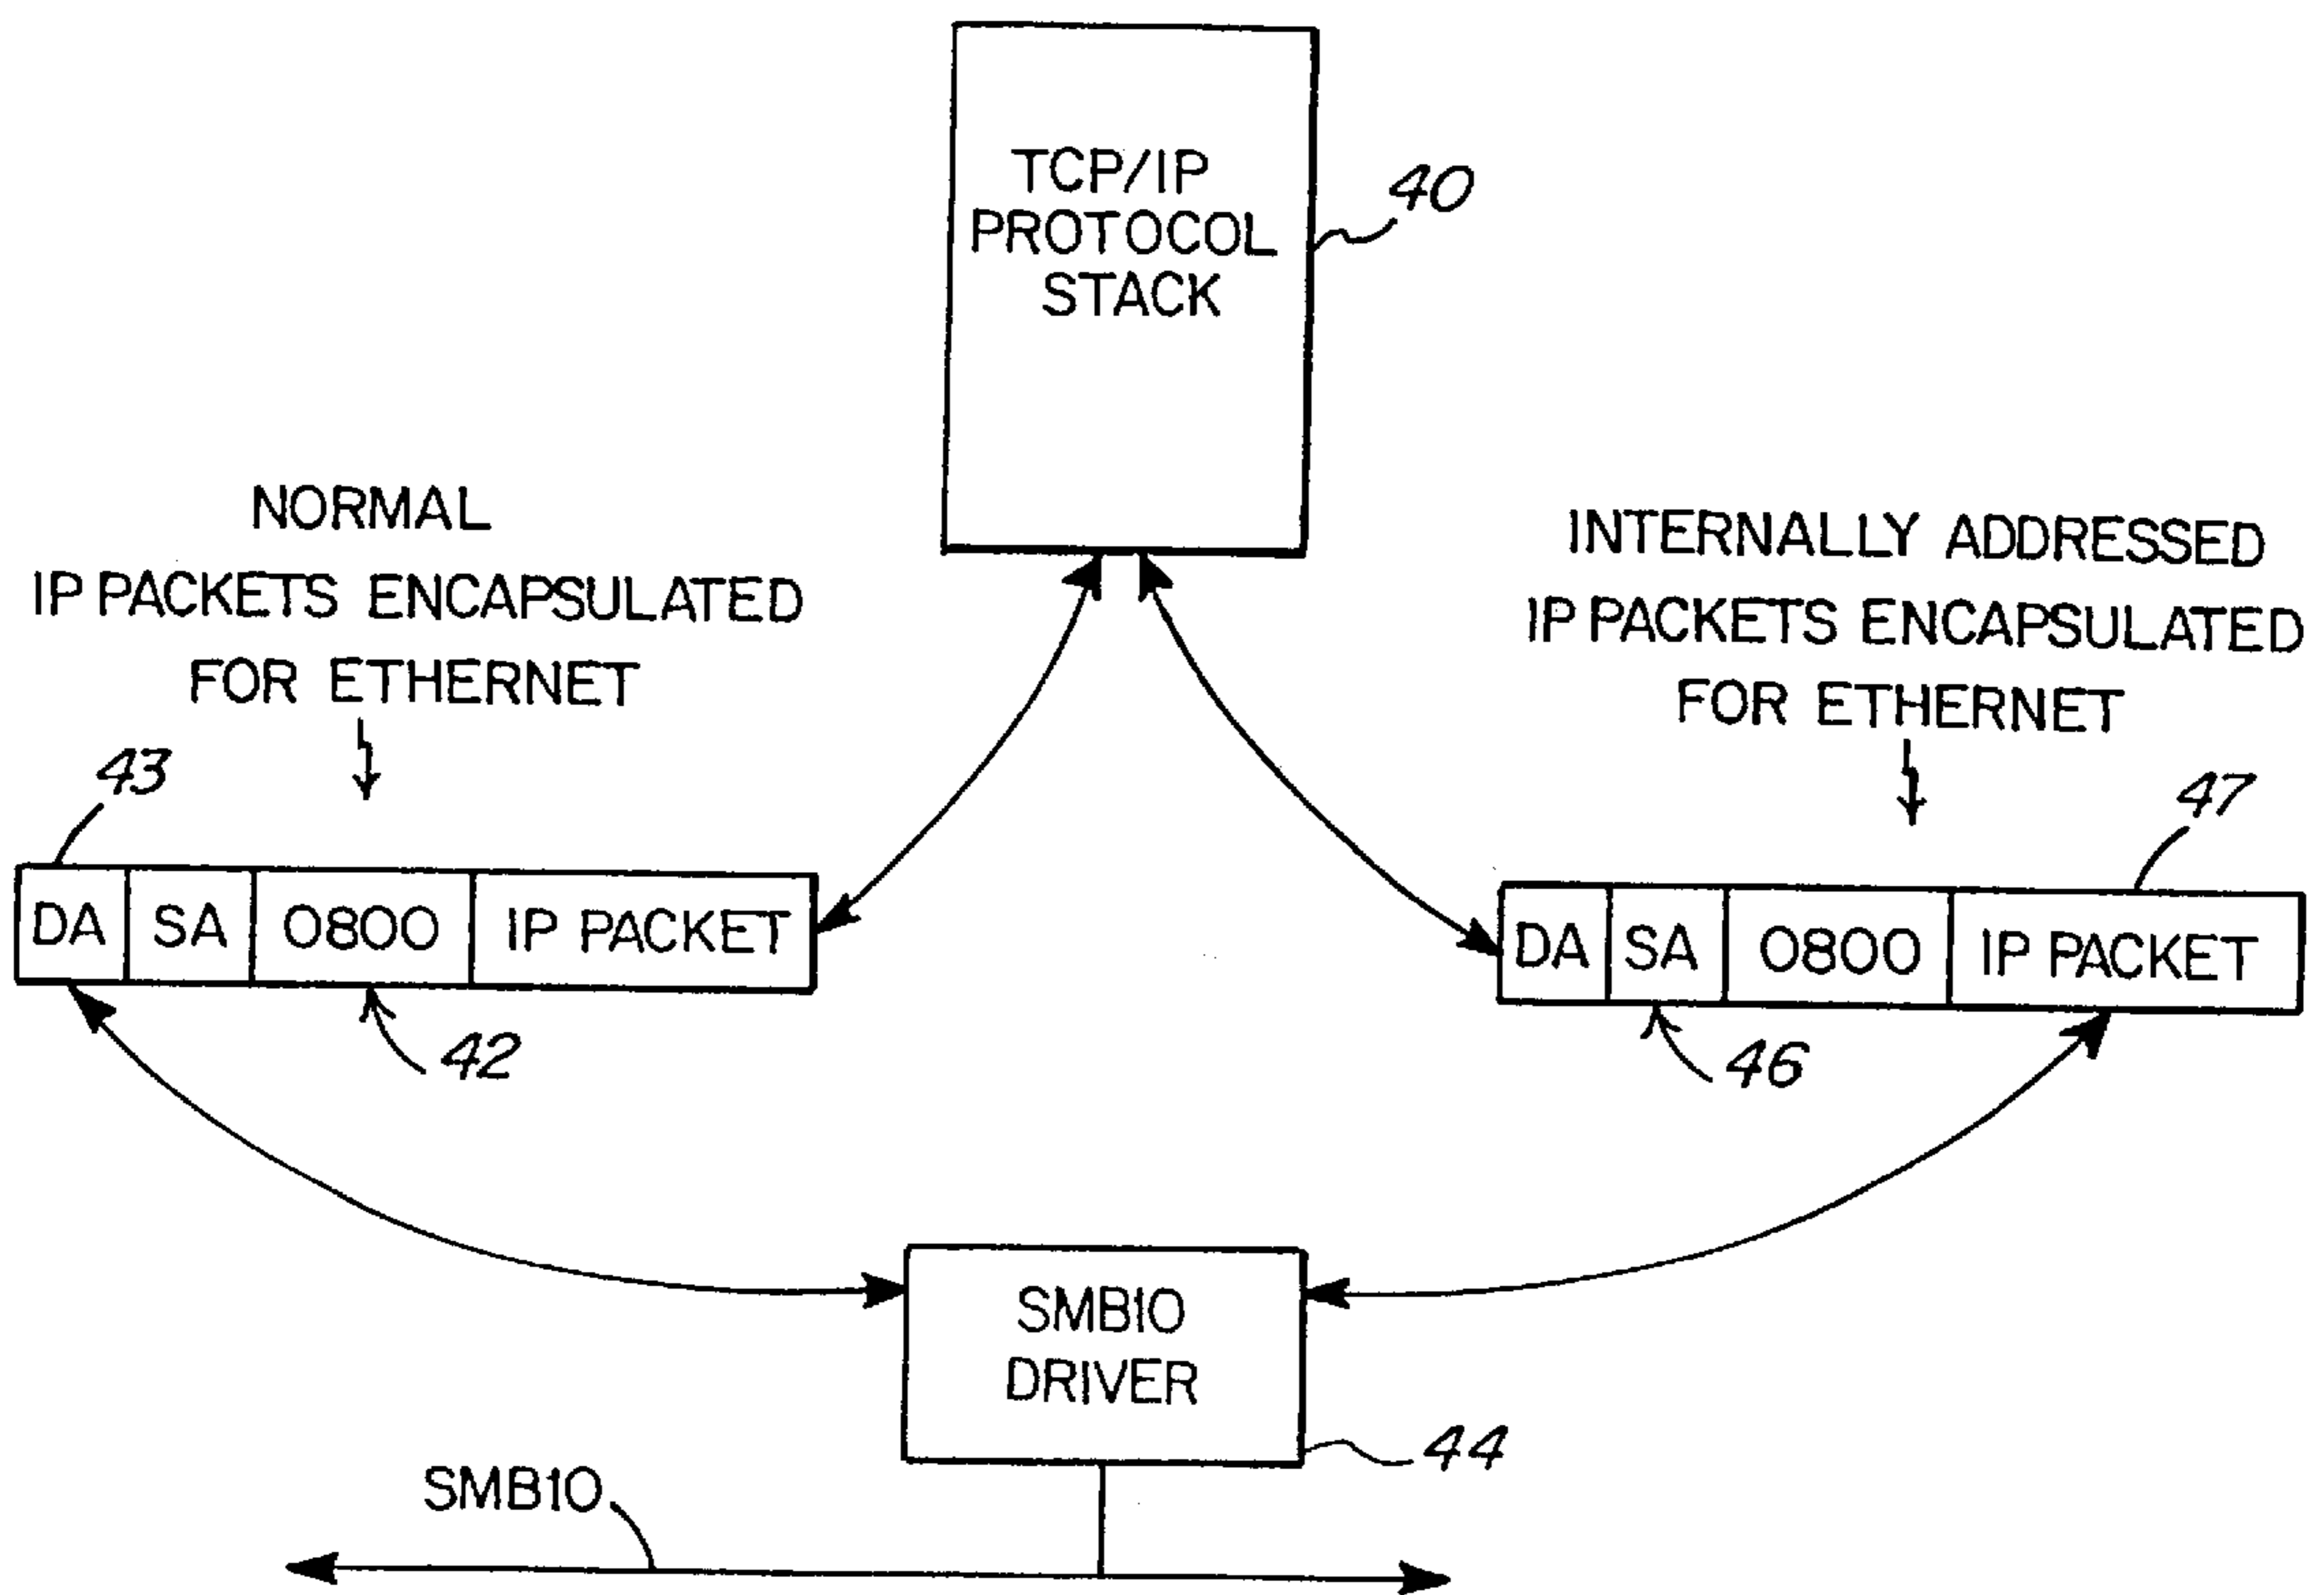 TCP/IP
PROTOCOL
STACK
40
NORMAL
IP PACKETS ENCAPSULATED
FOR ETHERNET
INTERNALLY ADDRESSED
IP PACKETS ENCAPSULATED
FOR ETHERNET
43
47
DA SA 0800 IP PACKET
DA SA 0800 IP PACKET
42
46
SMB10
DRIVER
44
SMB10